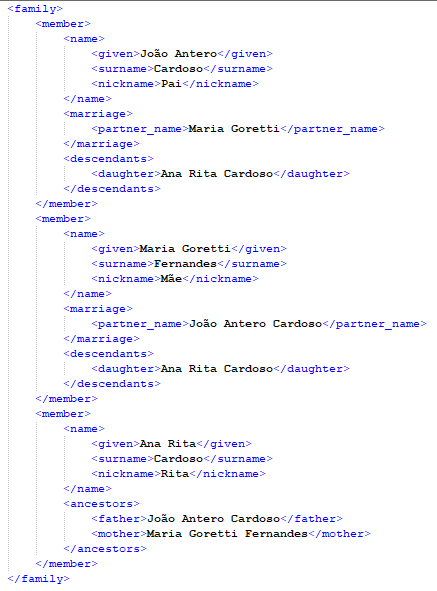 <family>
<member>
<name>
<given>João Antero</given>
<surname>Cardoso</surname>
<nickname>Pai</nickname>
</name>
<marriage>
<partner_name>Maria Goretti</partner_name>
</marriage>
<descendants>
<daughter>Ana Rita Cardoso</daughter>
</descendants>
</member>
<member>
<name>
<given>Maria Goretti</given>
<surname>Fernandes</surname>
<nickname>Mãe</nickname>
</name>
<marriage>
<partner_name>João Antero Cardoso</partner_name>
</marriage>
<descendants>
<daughter>Ana Rita Cardoso</daughter>
</descendants>
</member>
<member>
<name>
<given>Ana Rita</given>
<surname>Cardoso</surname>
<nickname>Rita</nickname>
</name>
<ancestors>
<father>João Antero Cardoso</father>
<mother>Maria Goretti Fernandes</mother>
</ancestors>
</member>
</family>